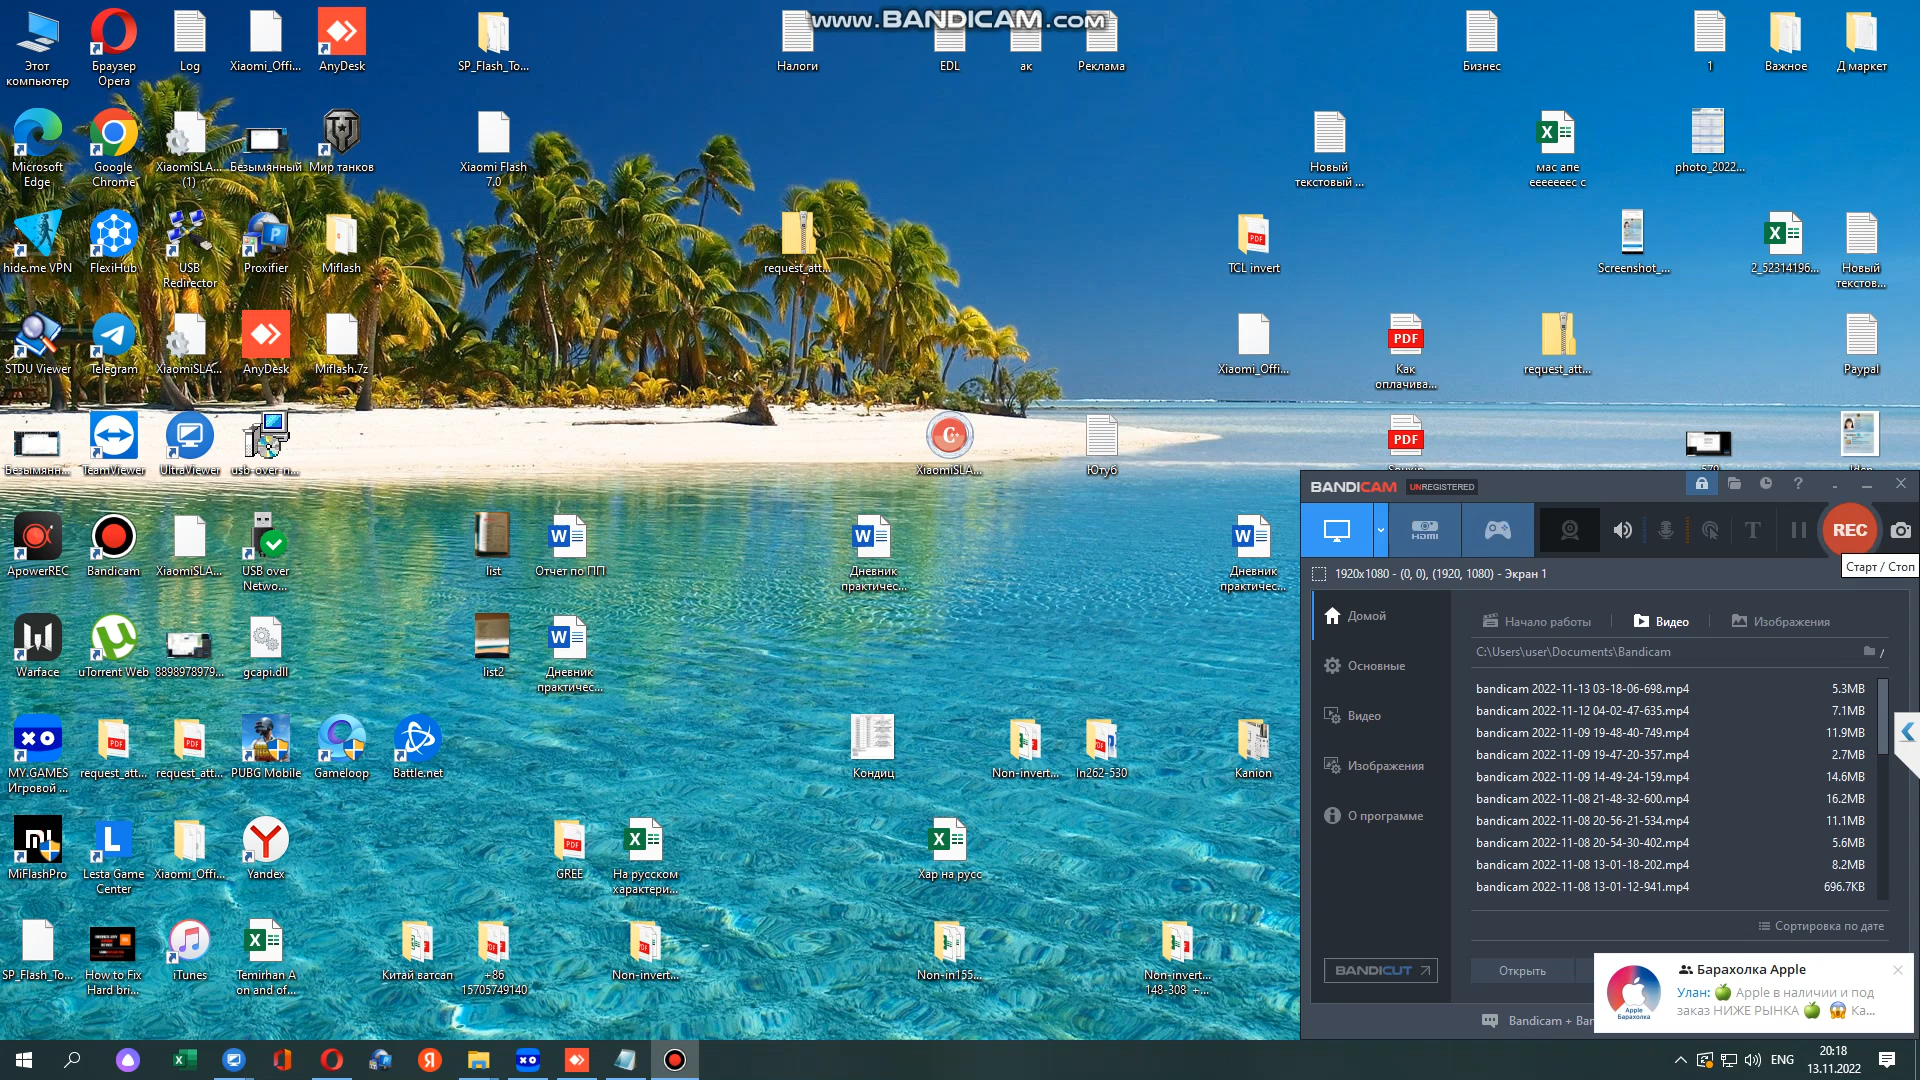 www.BANDICAM.com
Этот
компьютер
Браузер
Opera
Log
Xiaomi_Offi...
AnyDesk
SP_Flash_To...
Налоги
EDL
ак
Реклама
Бизнес
1
Важное
Д маркет
Microsoft
Edge
Google
Chrome
XiaomiSLA...
(1)
Безымянный
Мир танков
Xiaomi Flash
7.0
Новый
текстовый ...
мас апе
еееееeес с
photo_2022...
hide.me VPN
FlexiHub
USB
Redirector
Proxifier
Miflash
request_att...
TCL invert
Screenshot_...
2_52314196...
Новый
текстов...
STDU Viewer
Telegram
XiaomiSLA...
AnyDesk
Miflash.7z
Xiaomi_Offi...
Как
оплачива...
request_att...
Paypal
Безымянн...
TeamViewer
UltraViewer
usb-over-n...
XiaomiSLA...
Ютуб
ApowerREC
Bandicam
XiaomiSLA...
USB over
Netwo...
list
Отчет по ПП
Дневник
практичес...
Дневник
практичес...
Warface
uTorrent Web
8898978979...
gcapi.dll
list2
Дневник
практичес...
MY.GAMES
Игровой ...
request_att...
request_att...
PUBG Mobile
Gameloop
Battle.net
Кондиц
Non-invert...
In262-530
Kanion
MiFlashPro
Lesta Game
Center
Xiaomi_Offi...
Yandex
GREE
На русском
характери...
Хар на русс
SP_Flash_To...
How to Fix
Hard bri...
iTunes
Temirhan A
on and of...
Китай ватсап
+86
15705749140
Non-invert...
Non-in155...
Non-invert...
148-308 +...
BANDICAM UNREGISTERED
HDMI
REC
Старт / Стоп
1920x1080 - (0, 0), (1920, 1080) - Экран 1
Домой
Основные
Видео
Изображения
О программе
BANDICUT
Начало работы
Видео
Изображения
C:\Users\user\Documents\Bandicam
bandicam 2022-11-13 03-18-06-698.mp4 5.3MB
bandicam 2022-11-12 04-02-47-635.mp4 7.1MB
bandicam 2022-11-09 19-48-40-749.mp4 11.9MB
bandicam 2022-11-09 19-47-20-357.mp4 2.7MB
bandicam 2022-11-09 14-49-24-159.mp4 14.6MB
bandicam 2022-11-08 21-48-32-600.mp4 16.2MB
bandicam 2022-11-08 20-56-21-534.mp4 11.1MB
bandicam 2022-11-08 20-54-30-402.mp4 5.6MB
bandicam 2022-11-08 13-01-18-202.mp4 8.2MB
bandicam 2022-11-08 13-01-12-941.mp4 696.7KB
Сортировка по дате
Открыть
Bandicam + Ban
Барахолка Apple
Улан: 🍏 Apple в наличии и под
заказ НИЖЕ РЫНКА 🍏 😱 Ка...
Apple
Барахолка
ENG
20:18
13.11.2022